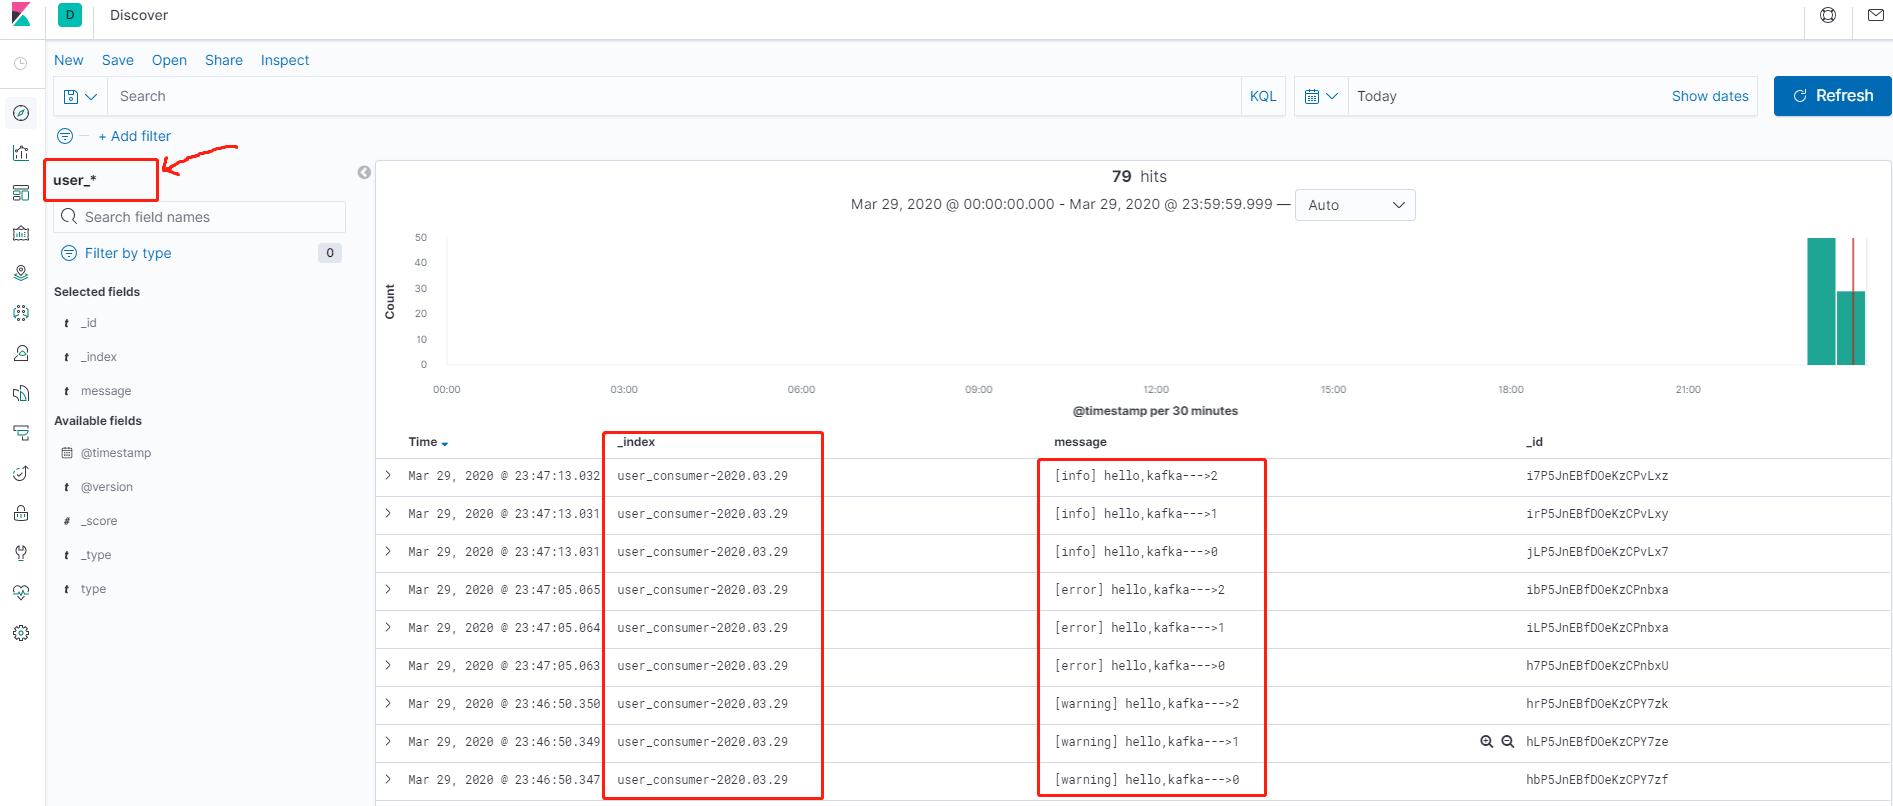 D Discover
New Save Open Share Inspect
Search KQL Today Show dates Refresh
+ Add filter
user_*
Search field names
Filter by type 0
Selected fields
t _id
t _index
t message
Available fields
@timestamp
t @version
# _score
t _type
t type
79 hits
Mar 29, 2020 @ 00:00:00.000 - Mar 29, 2020 @ 23:59:59.999 — Auto
Count
50
40
30
20
10
0
00:00 03:00 06:00 09:00 12:00 15:00 18:00 21:00
@timestamp per 30 minutes
Time _index message _id
Mar 29, 2020 @ 23:47:13.032 user_consumer-2020.03.29 [info] hello,kafka--->2 i7P5JnEBfDOeKzCPvLxz
Mar 29, 2020 @ 23:47:13.031 user_consumer-2020.03.29 [info] hello,kafka--->1 irP5JnEBfDOeKzCPvLxy
Mar 29, 2020 @ 23:47:13.031 user_consumer-2020.03.29 [info] hello,kafka--->0 jLP5JnEBfDOeKzCPvLx7
Mar 29, 2020 @ 23:47:05.065 user_consumer-2020.03.29 [error] hello,kafka--->2 ibP5JnEBfDOeKzCPnbxa
Mar 29, 2020 @ 23:47:05.064 user_consumer-2020.03.29 [error] hello,kafka--->1 iLP5JnEBfDOeKzCPnbxa
Mar 29, 2020 @ 23:47:05.063 user_consumer-2020.03.29 [error] hello,kafka--->0 h7P5JnEBfDOeKzCPnbxU
Mar 29, 2020 @ 23:46:50.350 user_consumer-2020.03.29 [warning] hello,kafka--->2 hrP5JnEBfDOeKzCPY7zk
Mar 29, 2020 @ 23:46:50.349 user_consumer-2020.03.29 [warning] hello,kafka--->1 hLP5JnEBfDOeKzCPY7ze
Mar 29, 2020 @ 23:46:50.347 user_consumer-2020.03.29 [warning] hello,kafka--->0 hbP5JnEBfDOeKzCPY7zf